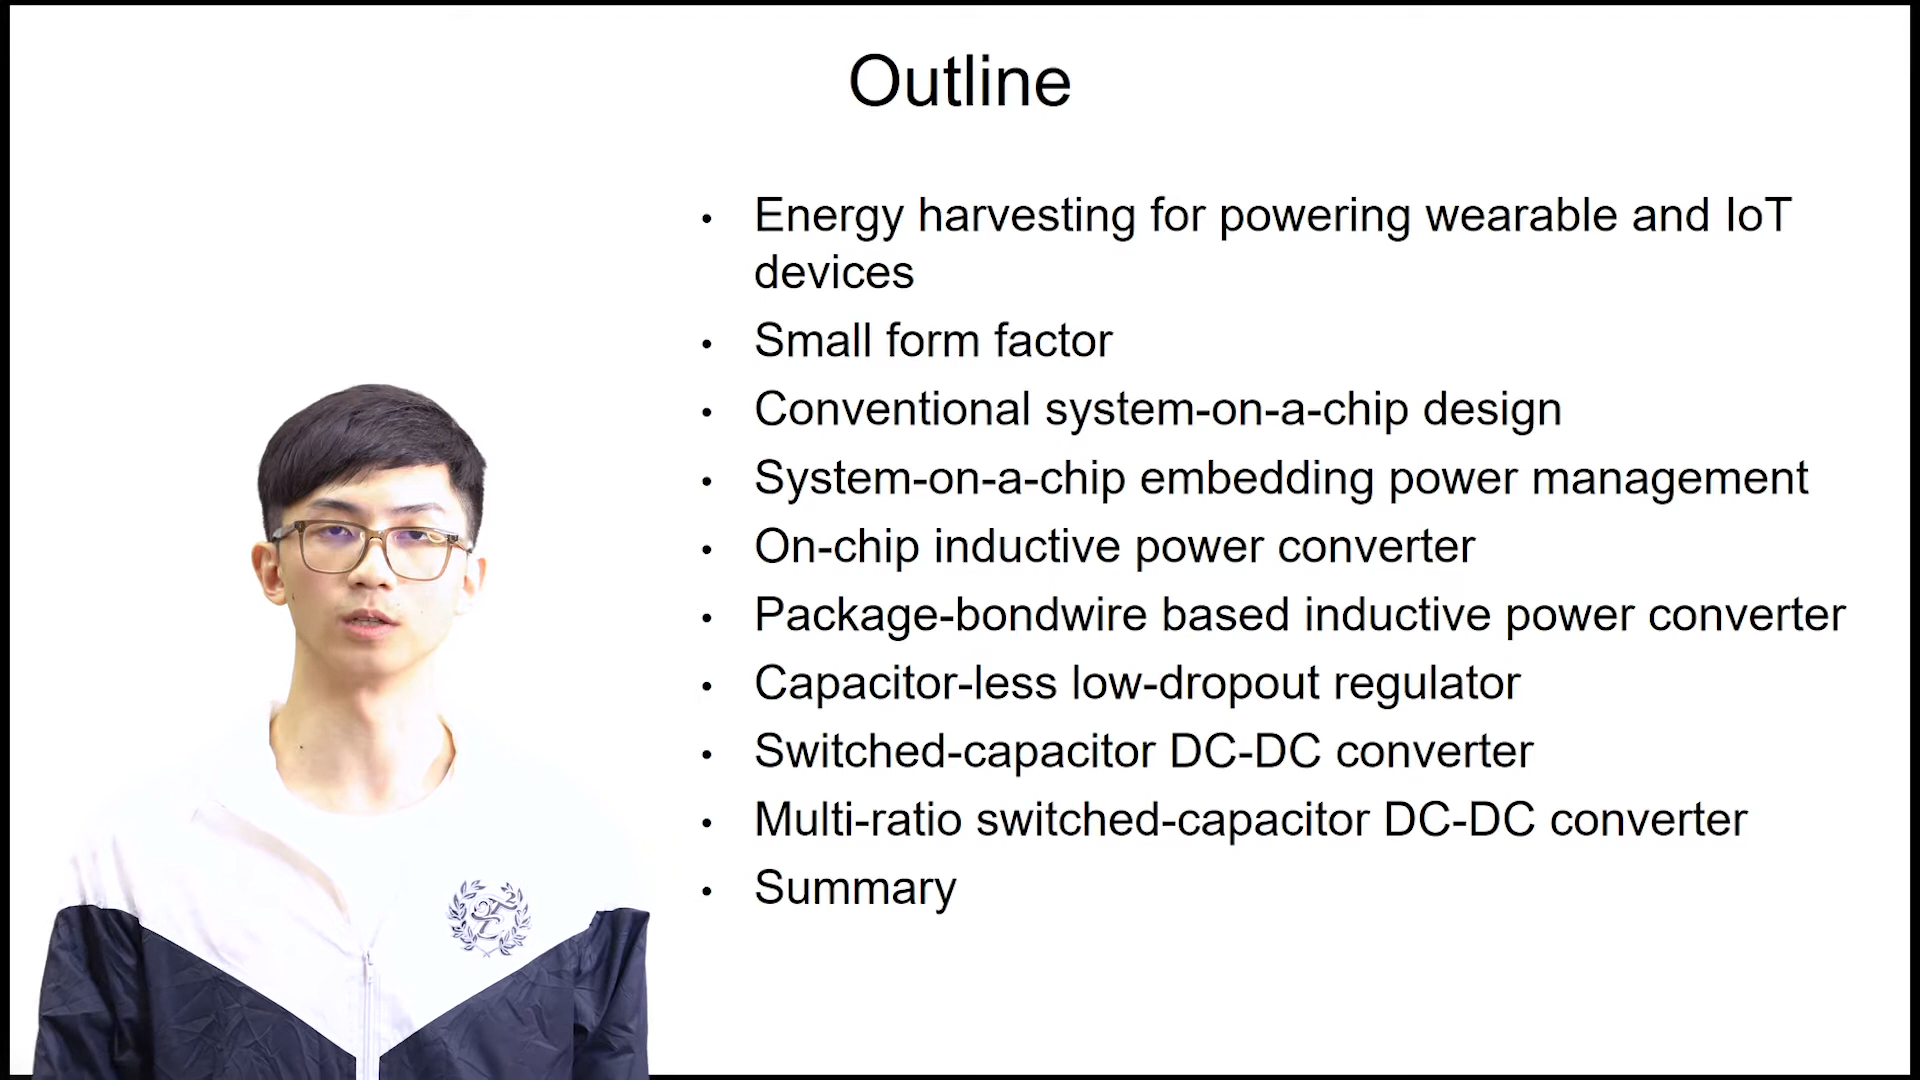 Outline
• Energy harvesting for powering wearable and IoT
devices
• Small form factor
• Conventional system-on-a-chip design
• System-on-a-chip embedding power management
• On-chip inductive power converter
• Package-bondwire based inductive power converter
• Capacitor-less low-dropout regulator
• Switched-capacitor DC-DC converter
• Multi-ratio switched-capacitor DC-DC converter
• Summary